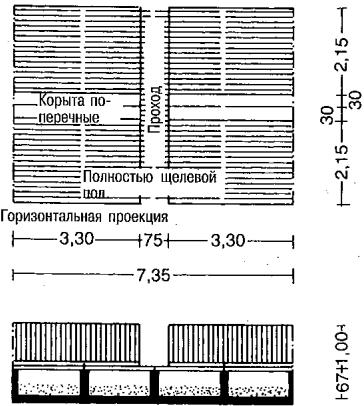 2,15
Корыта по-
перечные
Проход
30
30
2,15
Полностью щелевой
пол
Горизонтальная проекция
3,30
75
3,30
7,35
67
1,00